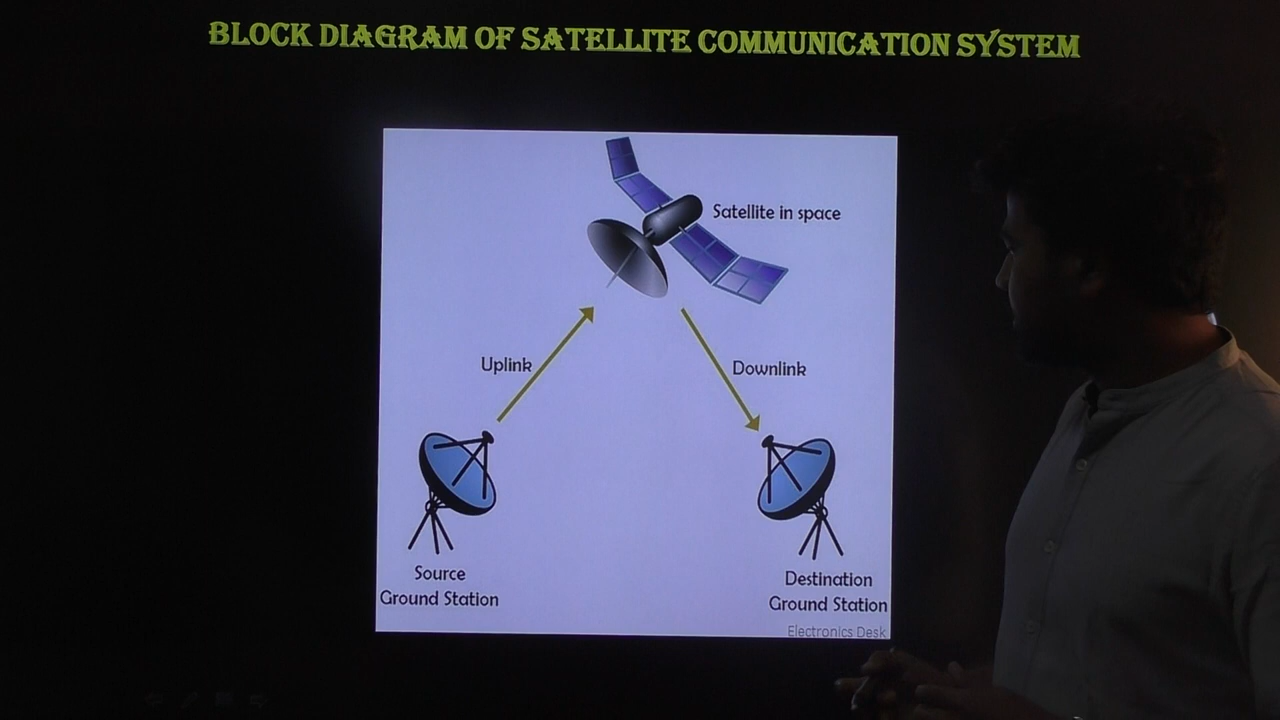 BLOCK DIAGRAM OF SATELLITE COMMUNICATION SYSTEM
Satellite in space
Uplink
Downlink
Source
Ground Station
Destination
Ground Station
Electronics Desk